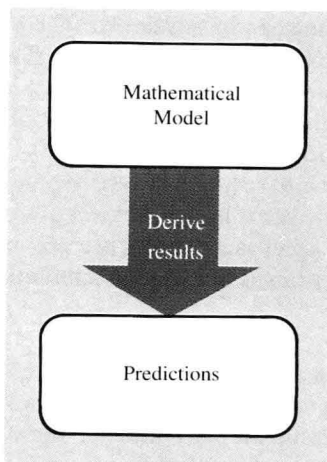 Mathematical
Model
Derive
results
Predictions